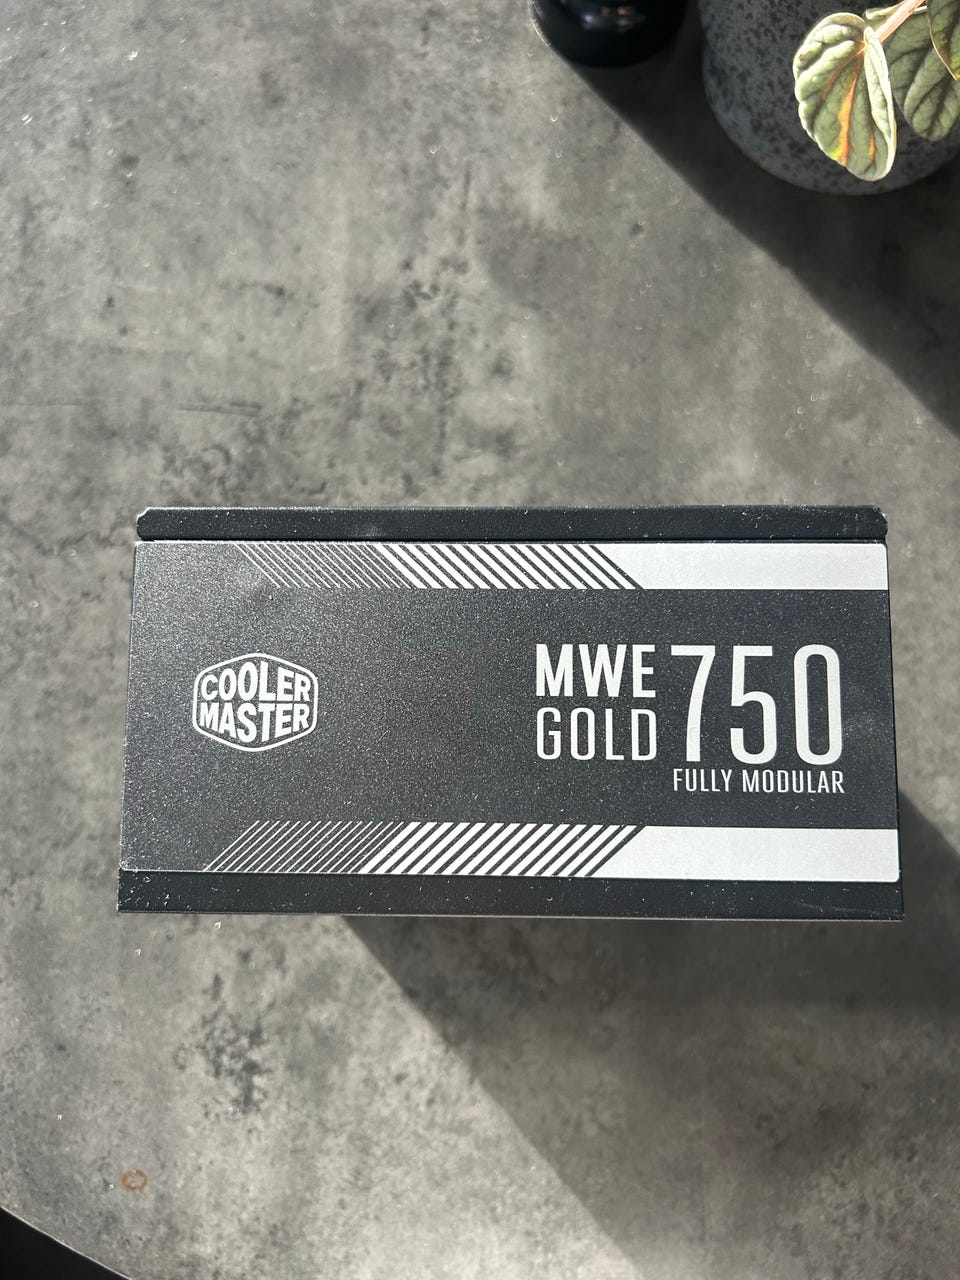 COOLER
MASTER
MWE
GOLD
750
FULLY MODULAR